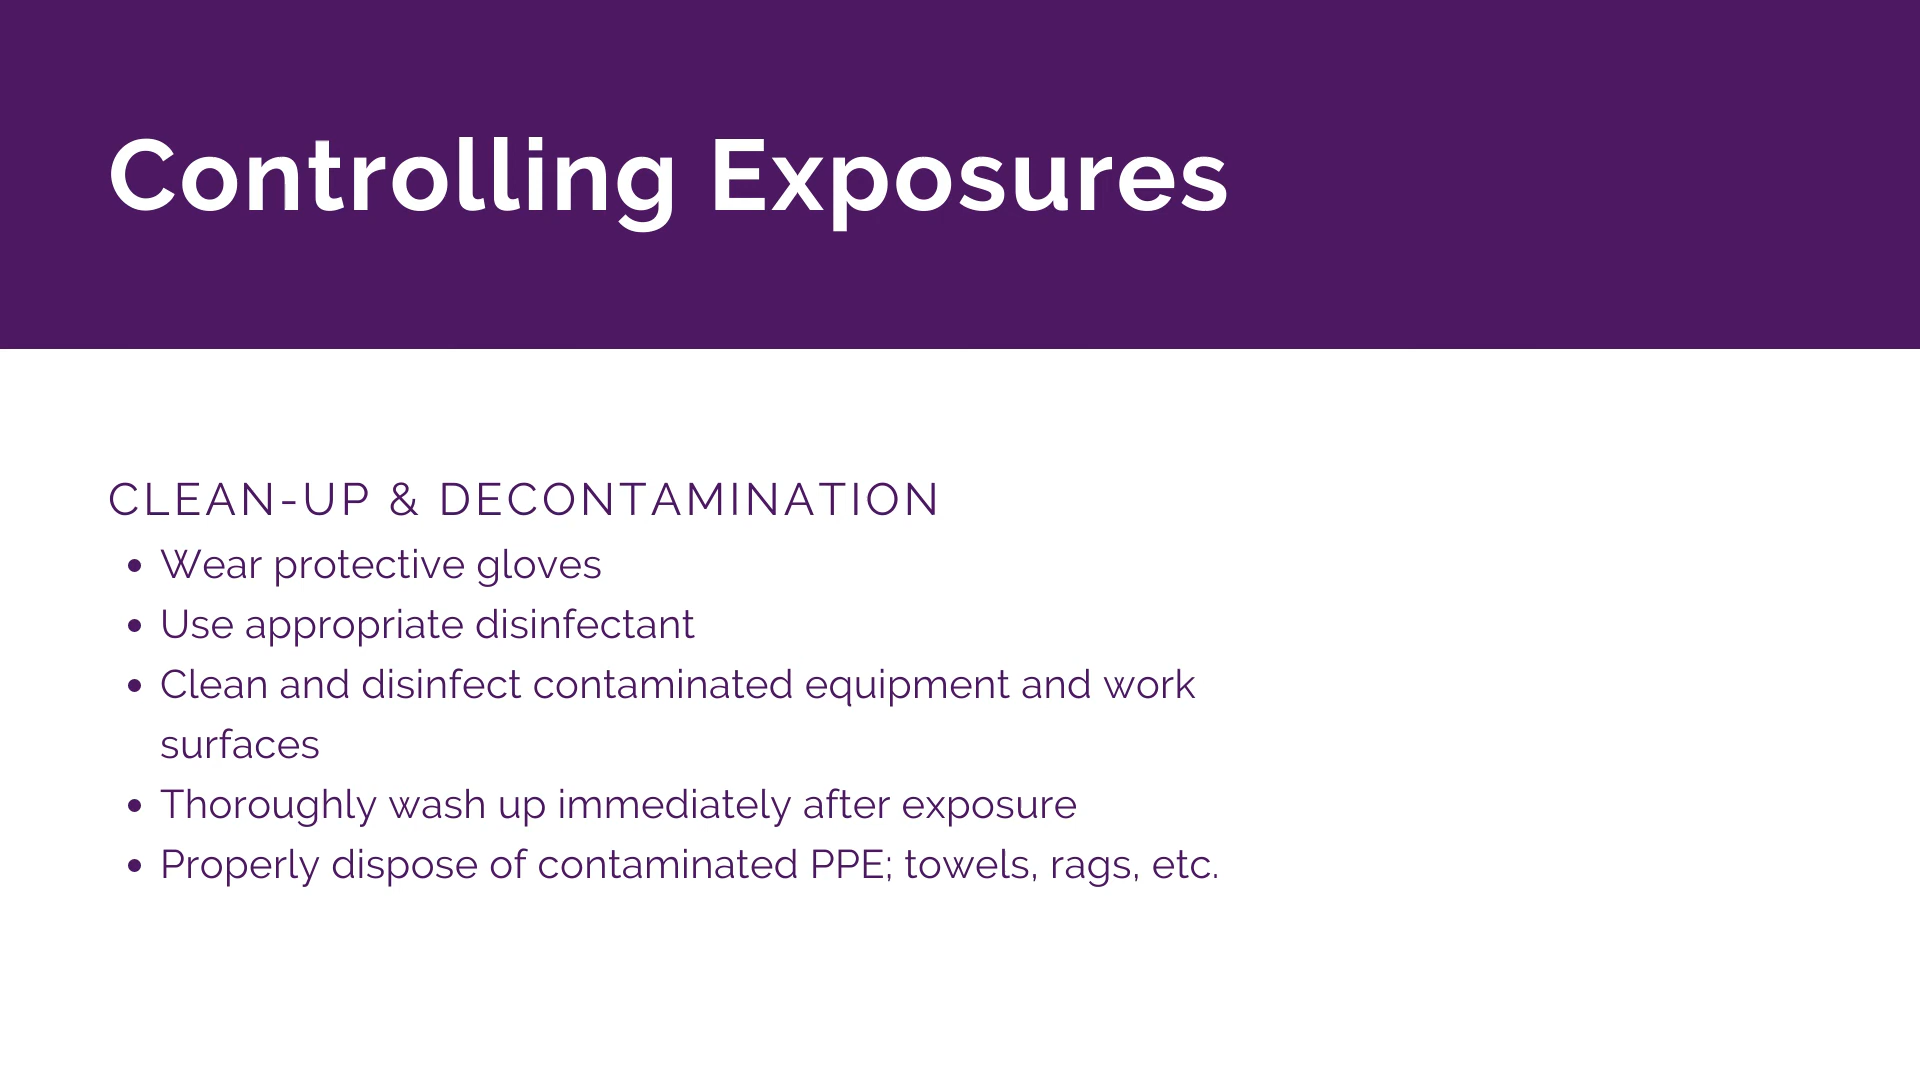 Controlling Exposures
CLEAN-UP & DECONTAMINATION
• Wear protective gloves
• Use appropriate disinfectant
• Clean and disinfect contaminated equipment and work
surfaces
• Thoroughly wash up immediately after exposure
• Properly dispose of contaminated PPE; towels, rags, etc.